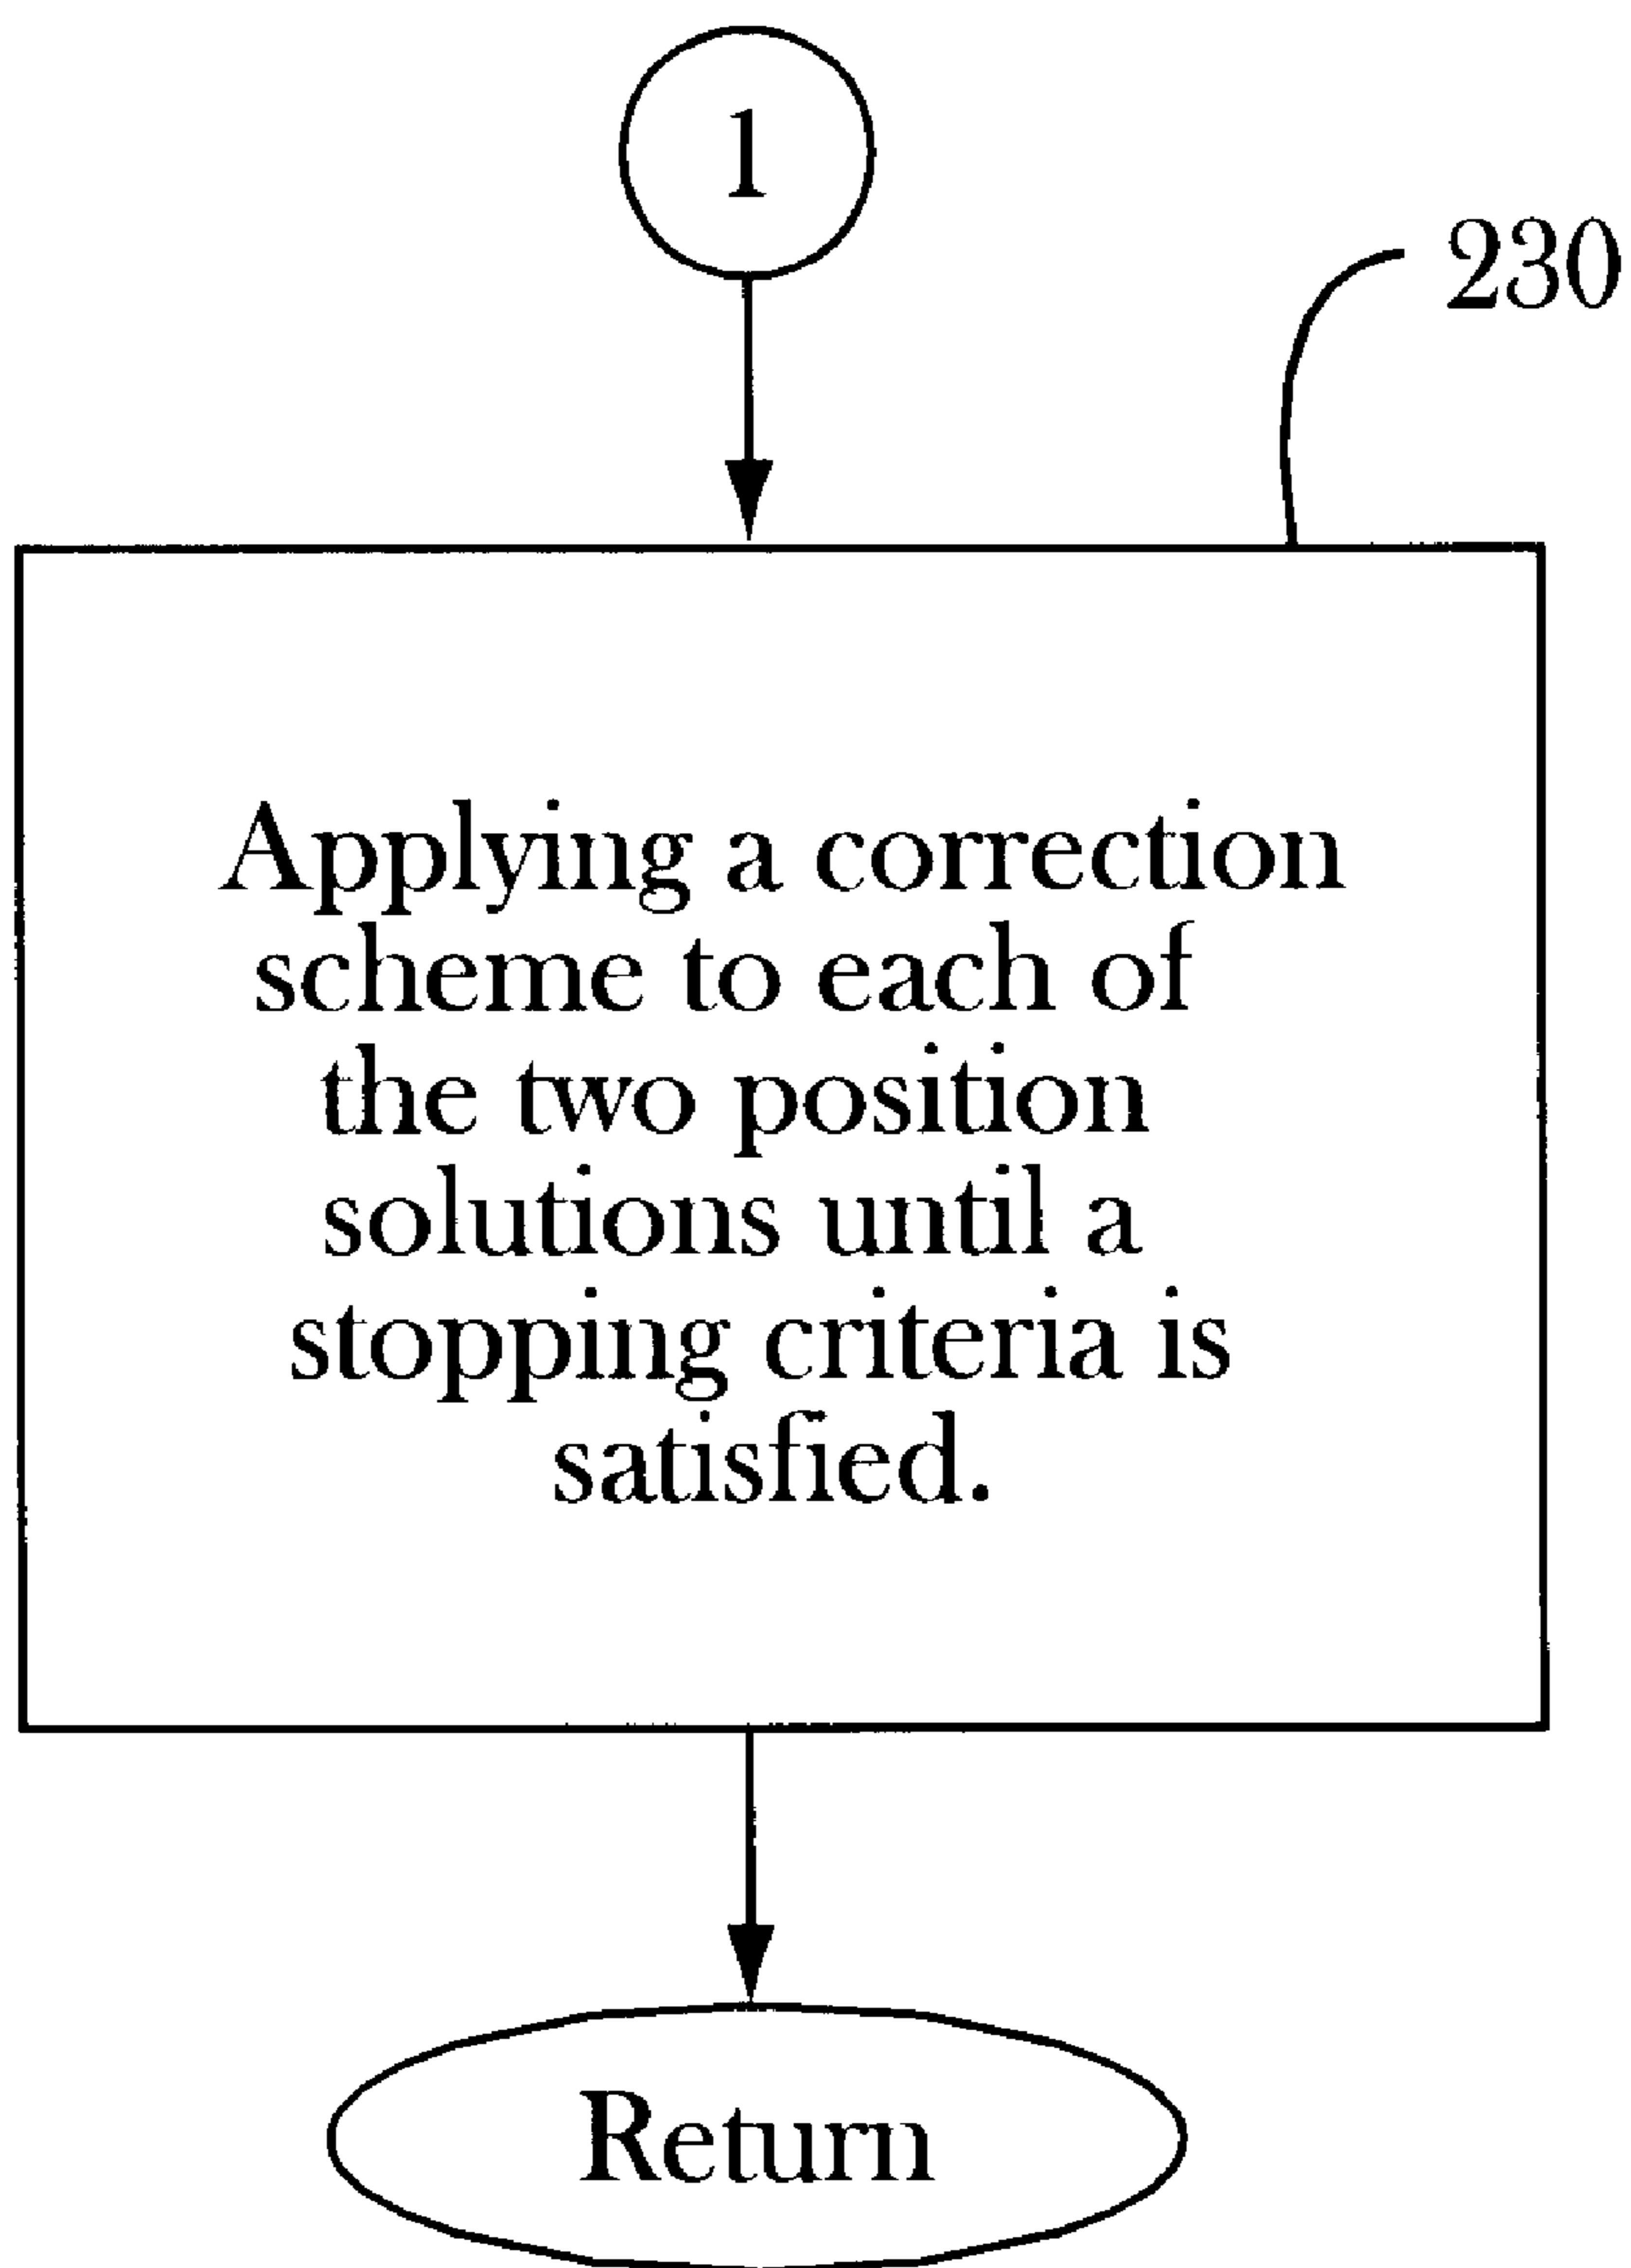 1
230
Applying a correction
scheme to each of
the two position
solutions until a
stopping criteria is
satisfied.
Return